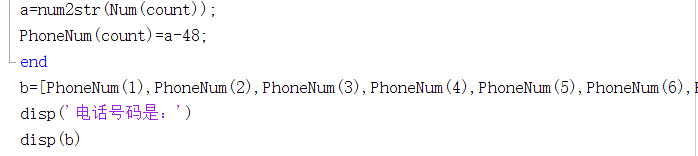 a=num2str(Num(count));
PhoneNum(count)=a-48;
end
b=[PhoneNum(1),PhoneNum(2),PhoneNum(3),PhoneNum(4),PhoneNum(5),PhoneNum(6),
disp('电话号码是：')
disp(b)